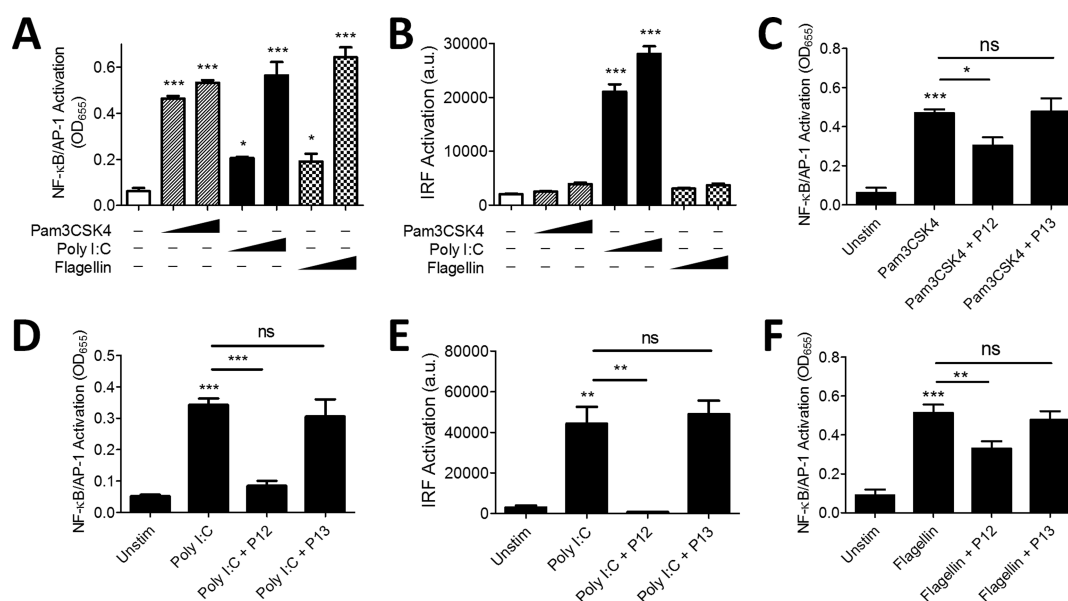 A
NF-κB/AP-1 Activation
(OD655)
0.6
0.4
0.2
0.0
*** *** * *** * ***
Pam3CSK4 – – – – –
Poly I:C – – – – –
Flagellin – – – – –
B
IRF Activation (a.u.)
30000
20000
10000
0
*** ***
Pam3CSK4 – – – – –
Poly I:C – – – – –
Flagellin – – – – –
C
NF-κB/AP-1 Activation (OD655)
0.8
0.6
0.4
0.2
0.0
ns
*
***
Unstim
Pam3CSK4
Pam3CSK4 + P12
Pam3CSK4 + P13
D
NF-κB/AP-1 Activation (OD655)
0.5
0.4
0.3
0.2
0.1
0.0
ns
***
***
Unstim
Poly I:C
Poly I:C + P12
Poly I:C + P13
E
IRF Activation (a.u.)
80000
60000
40000
20000
0
ns
**
**
Unstim
Poly I:C
Poly I:C + P12
Poly I:C + P13
F
NF-κB/AP-1 Activation (OD655)
0.8
0.6
0.4
0.2
0.0
ns
**
***
Unstim
Flagellin
Flagellin + P12
Flagellin + P13